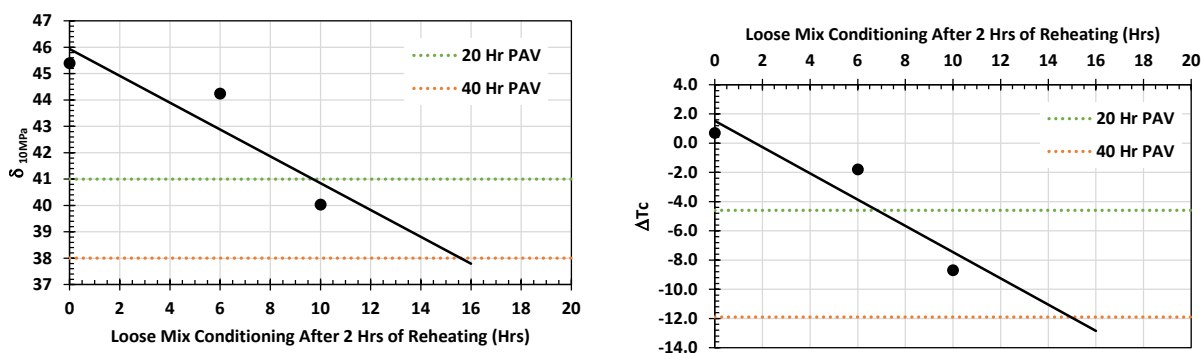 47
46
45
44
43
42
41
40
39
38
37
δ 10MPa
20 Hr PAV
40 Hr PAV
0 2 4 6 8 10 12 14 16 18 20
Loose Mix Conditioning After 2 Hrs of Reheating (Hrs)
Loose Mix Conditioning After 2 Hrs of Reheating (Hrs)
0 2 4 6 8 10 12 14 16 18 20
4.0
2.0
0.0
-2.0
-4.0
-6.0
-8.0
-10.0
-12.0
-14.0
ΔTc
20 Hr PAV
40 Hr PAV